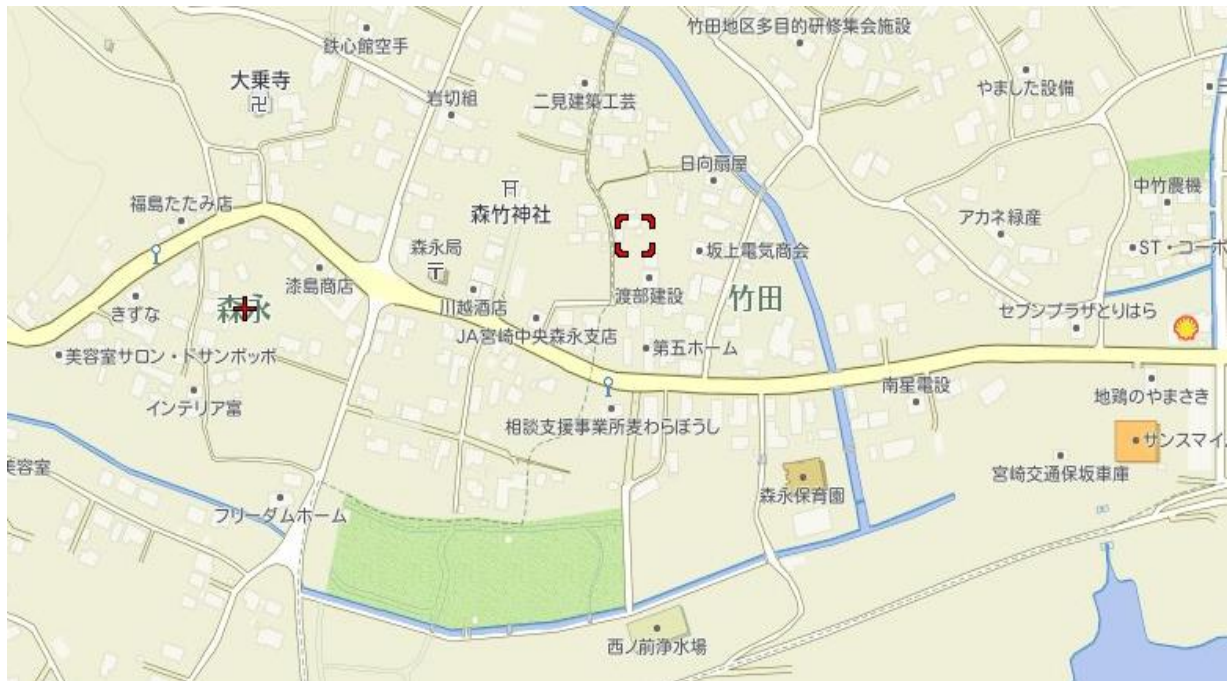 竹田地区多目的研修集会施設
鉄心館空手
大乗寺
岩切組
二見建築工芸
やました設備
日向扇屋
中竹農機
福島たたみ店
森竹神社
アカネ緑産
森永局
坂上電気商会
ST・コーポ
漆島商店
渡部建設
竹田
きずな
森永
川越酒店
セブンプラザとりはら
JA宮崎中央森永支店
第五ホーム
美容室サロン・ドサンポッポ
南星電設
地鶏のやまさき
インテリア富
相談支援事業所麦わらぼうし
サンスマイ
美容室
宮崎交通保坂車庫
森永保育園
フリーダムホーム
西ノ前浄水場